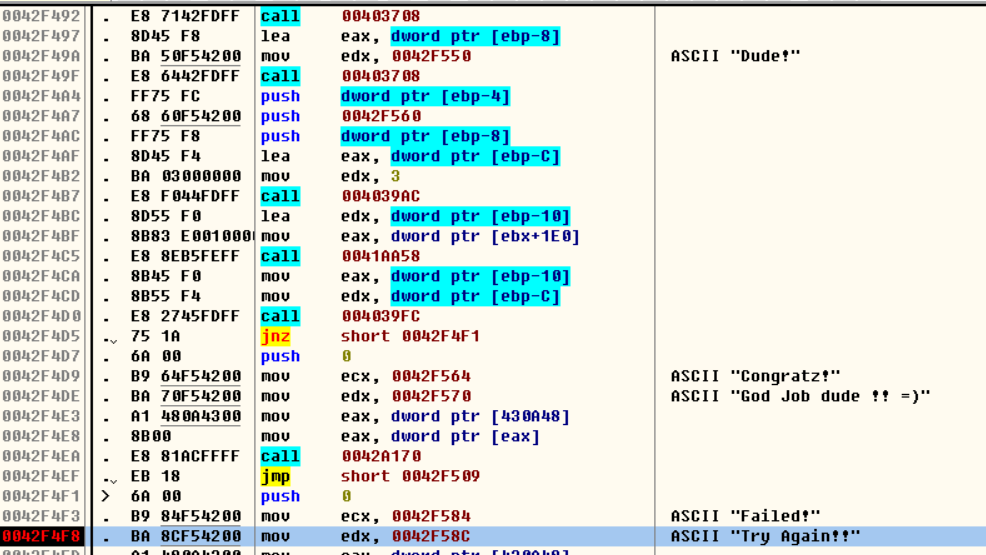 0042F492 . E8 7142FDFF call 00403708
0042F497 . 8D45 F8 lea eax, dword ptr [ebp-8]
0042F49A . BA 50F54200 mov edx, 0042F550 ASCII "Dude!"
0042F49F . E8 6442FDFF call 00403708
0042F4A4 . FF75 FC push dword ptr [ebp-4]
0042F4A7 . 68 60F54200 push 0042F560
0042F4AC . FF75 F8 push dword ptr [ebp-8]
0042F4AF . 8D45 F4 lea eax, dword ptr [ebp-C]
0042F4B2 . BA 03000000 mov edx, 3
0042F4B7 . E8 F044FDFF call 004039AC
0042F4BC . 8D55 F0 lea edx, dword ptr [ebp-10]
0042F4BF . 8B83 E001000 mov eax, dword ptr [ebx+1E0]
0042F4C5 . E8 8EB5FEFF call 0041AA58
0042F4CA . 8B45 F0 mov eax, dword ptr [ebp-10]
0042F4CD . 8B55 F4 mov edx, dword ptr [ebp-C]
0042F4D0 . E8 2745FDFF call 004039FC
0042F4D5 . 75 1A jnz short 0042F4F1
0042F4D7 . 6A 00 push 0
0042F4D9 . B9 64F54200 mov ecx, 0042F564 ASCII "Congratz!"
0042F4DE . BA 70F54200 mov edx, 0042F570 ASCII "God Job dude !! =)"
0042F4E3 . A1 480A4300 mov eax, dword ptr [430A48]
0042F4E8 . 8B00 mov eax, dword ptr [eax]
0042F4EA . E8 81ACFFFF call 0042A170
0042F4EF . EB 18 jmp short 0042F509
0042F4F1 > 6A 00 push 0
0042F4F3 . B9 84F54200 mov ecx, 0042F584 ASCII "Failed!"
0042F4F8 . BA 8CF54200 mov edx, 0042F58C ASCII "Try Again!!"